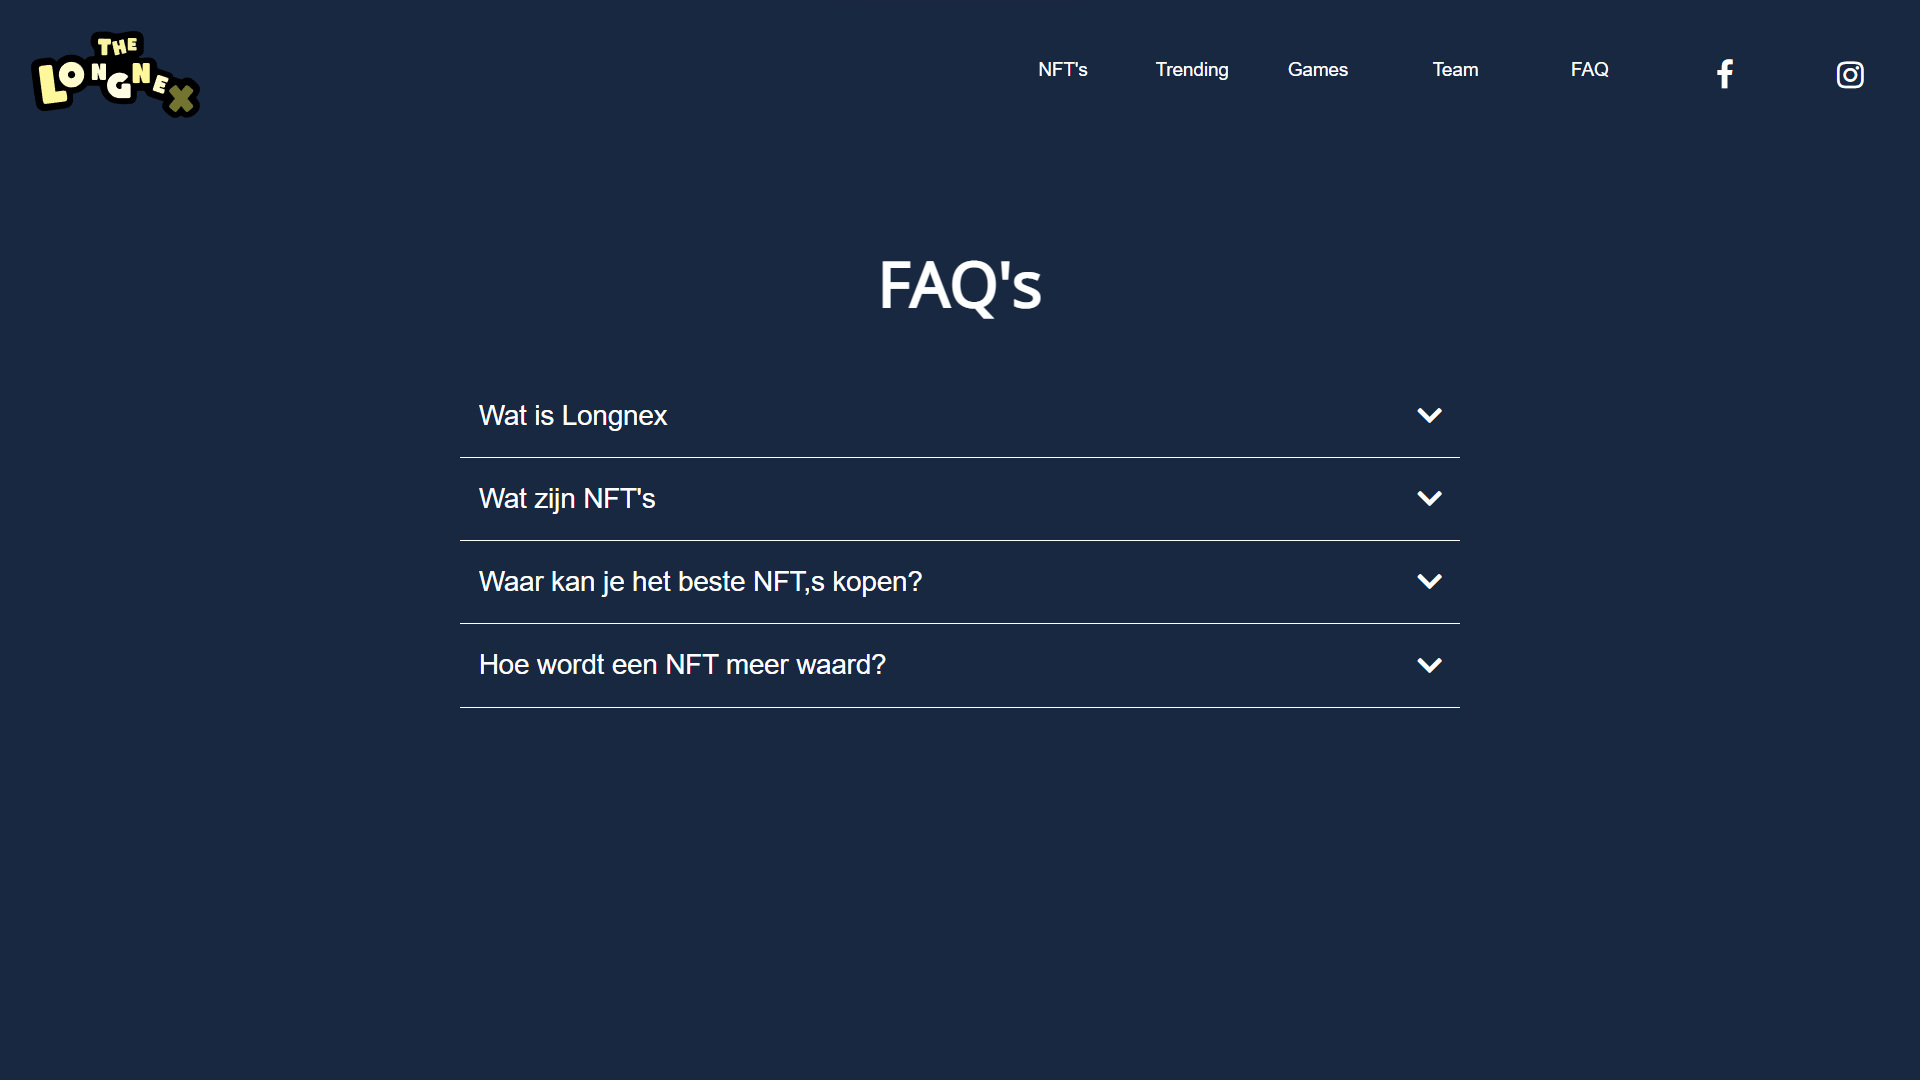 THE
LONGNEX
NFT's Trending Games Team FAQ
FAQ's
Wat is Longnex
Wat zijn NFT's
Waar kan je het beste NFT,s kopen?
Hoe wordt een NFT meer waard?